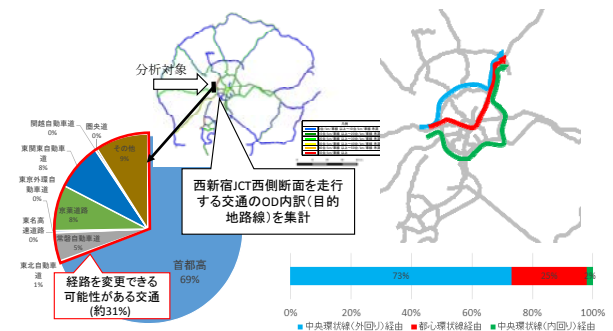 分析対象
関越自動車道
0%
圏央道
0%
東関東自動車道
8%
その他
9%
東京外環自動車道
0%
京葉道路
8%
東名高速道路
0%
常磐自動車道
5%
東北自動車道
1%
首都高
69%
西新宿JCT西側断面を走行
する交通のOD内訳(目的
地路線)を集計
経路を変更できる
可能性がある交通
(約31%)
73%
25%
2%
0%
20%
40%
60%
80%
100%
中央環状線(外回り)経由
都心環状線経由
中央環状線(内回り)経由